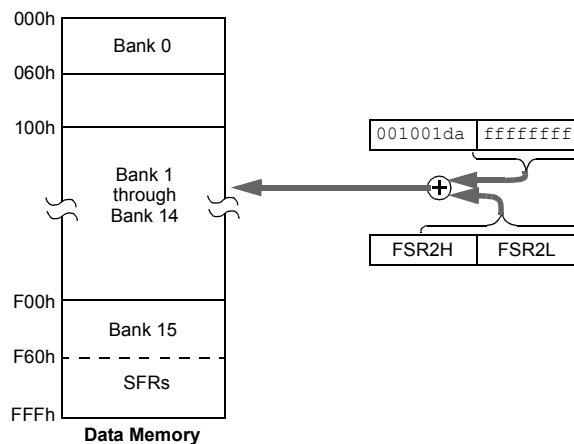 000h
Bank 0
060h
100h
001001da ffffffff
Bank 1
through
Bank 14
+
FSR2H FSR2L
F00h
Bank 15
F60h
SFRs
FFFh
Data Memory